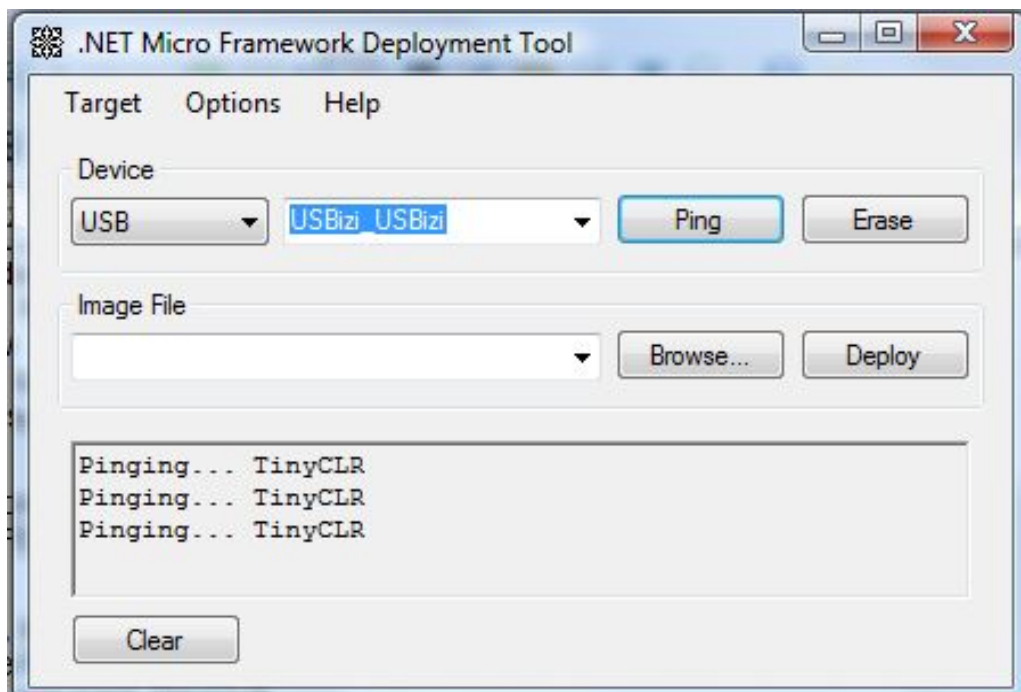 .NET Micro Framework Deployment Tool
Target Options Help
Device
USB USBizi_USBizi Ping Erase
Image File
Browse... Deploy
Pinging... TinyCLR
Pinging... TinyCLR
Pinging... TinyCLR
Clear